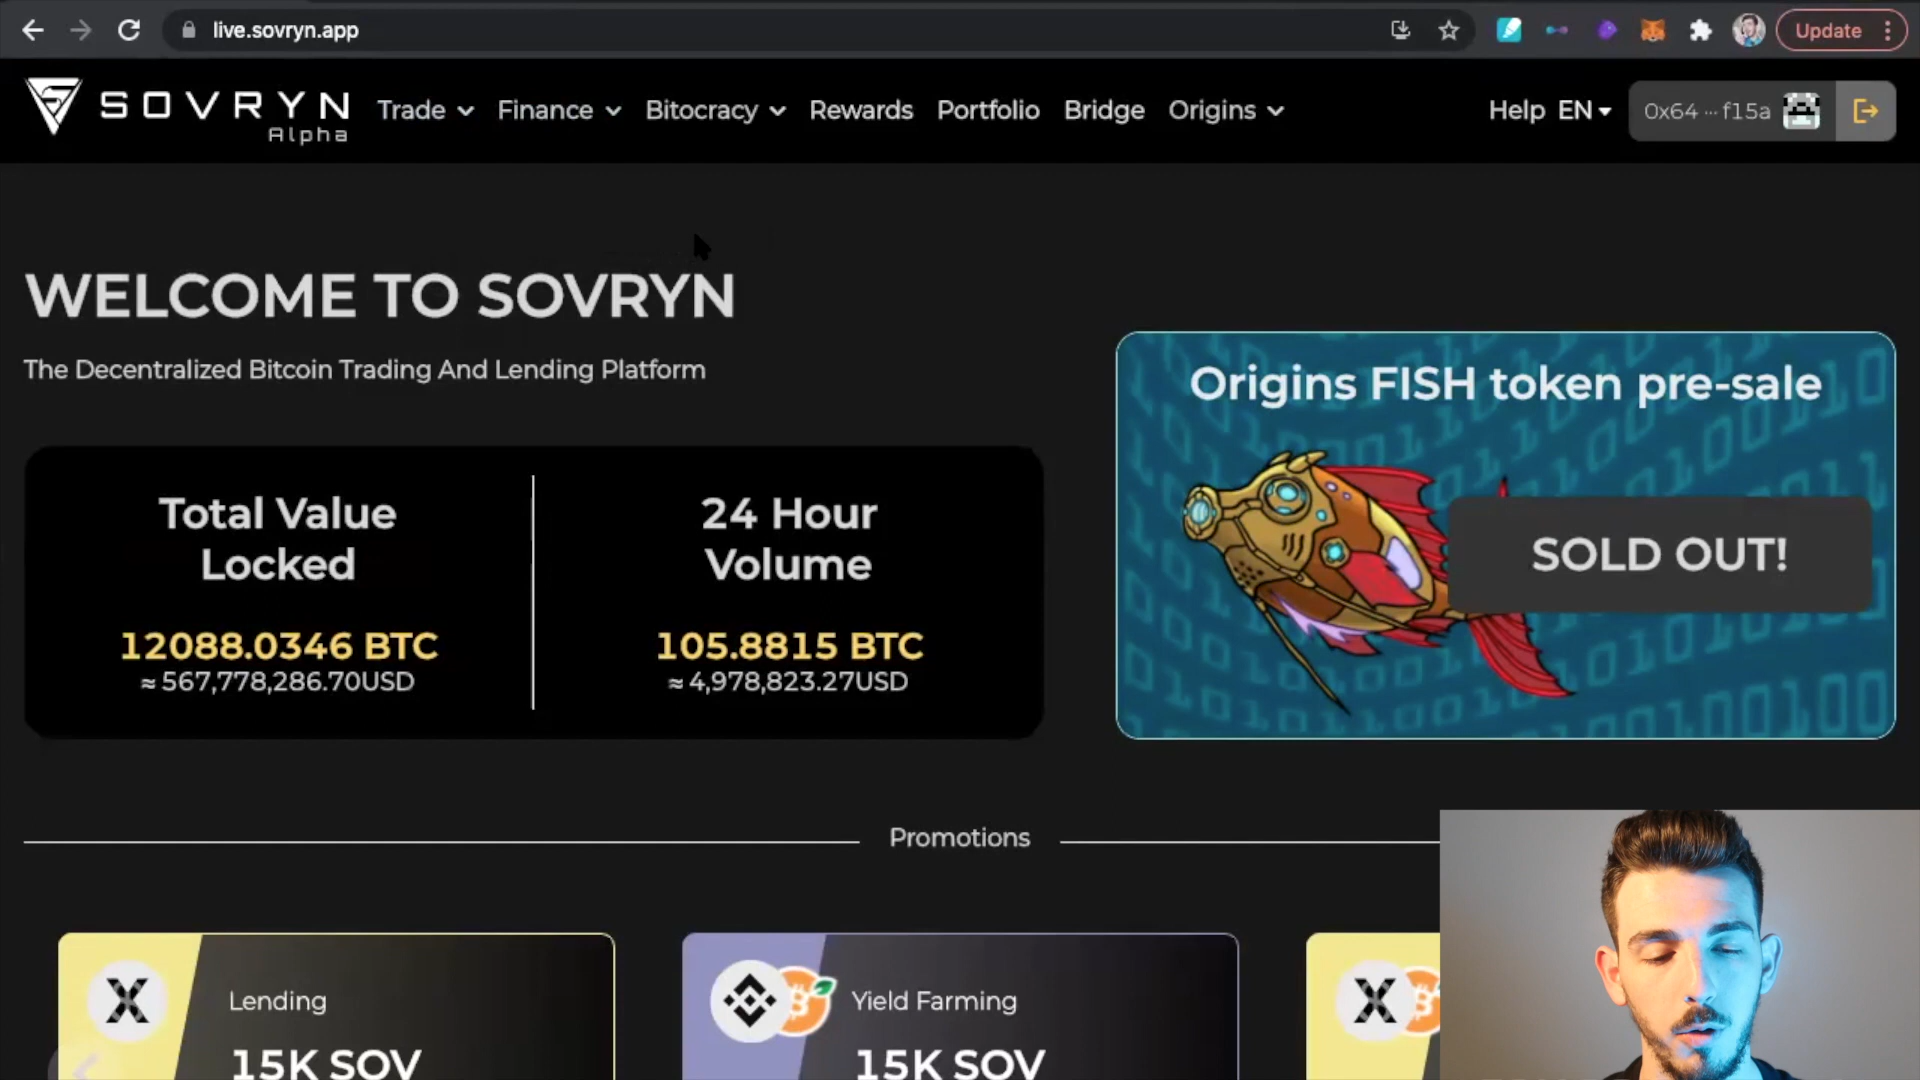 live.sovryn.app
Update
SOVRYN
Alpha
Trade
Finance
Bitocracy
Rewards
Portfolio
Bridge
Origins
Help
EN
0x64 ··· f15a
WELCOME TO SOVRYN
The Decentralized Bitcoin Trading And Lending Platform
Total Value
Locked
12088.0346 BTC
≈ 567,778,286.70USD
24 Hour
Volume
105.8815 BTC
≈ 4,978,823.27USD
Origins FISH token pre-sale
SOLD OUT!
Promotions
Lending
15K SOV
Yield Farming
15K SOV